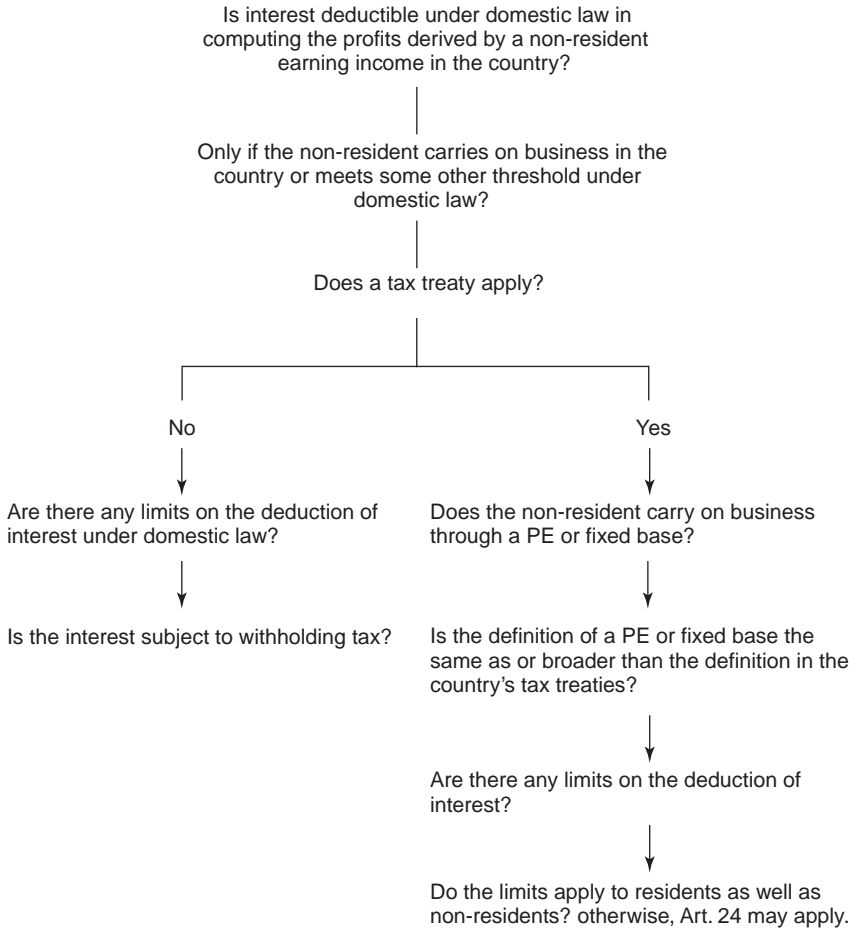 Is interest deductible under domestic law in
computing the profits derived by a non-resident
earning income in the country?
Only if the non-resident carries on business in the
country or meets some other threshold under
domestic law?
Does a tax treaty apply?
No
Are there any limits on the deduction of
interest under domestic law?
Is the interest subject to withholding tax?
Yes
Does the non-resident carry on business
through a PE or fixed base?
Is the definition of a PE or fixed base the
same as or broader than the definition in the
country’s tax treaties?
Are there any limits on the deduction of
interest?
Do the limits apply to residents as well as
non-residents? otherwise, Art. 24 may apply.